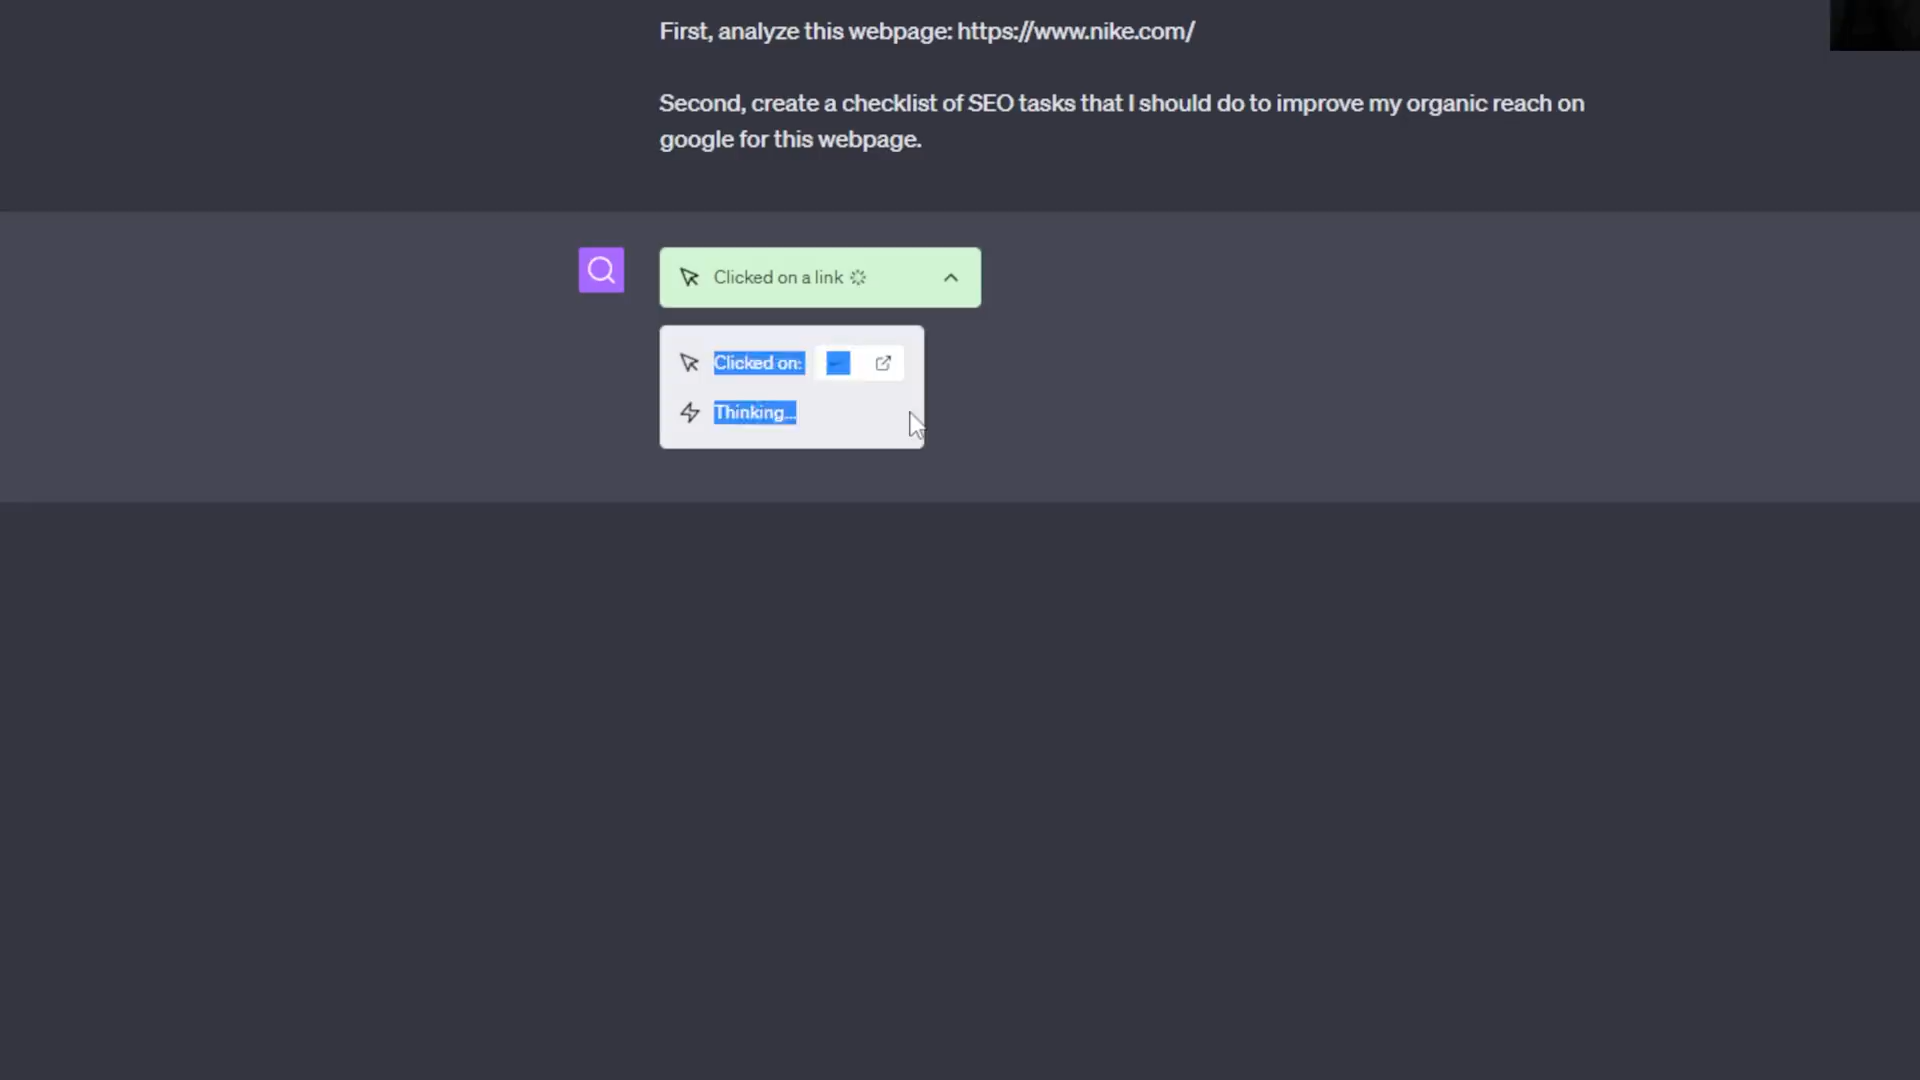 First, analyze this webpage: https://www.nike.com/
Second, create a checklist of SEO tasks that I should do to improve my organic reach on
google for this webpage.
Clicked on a link
Clicked on:
Thinking...